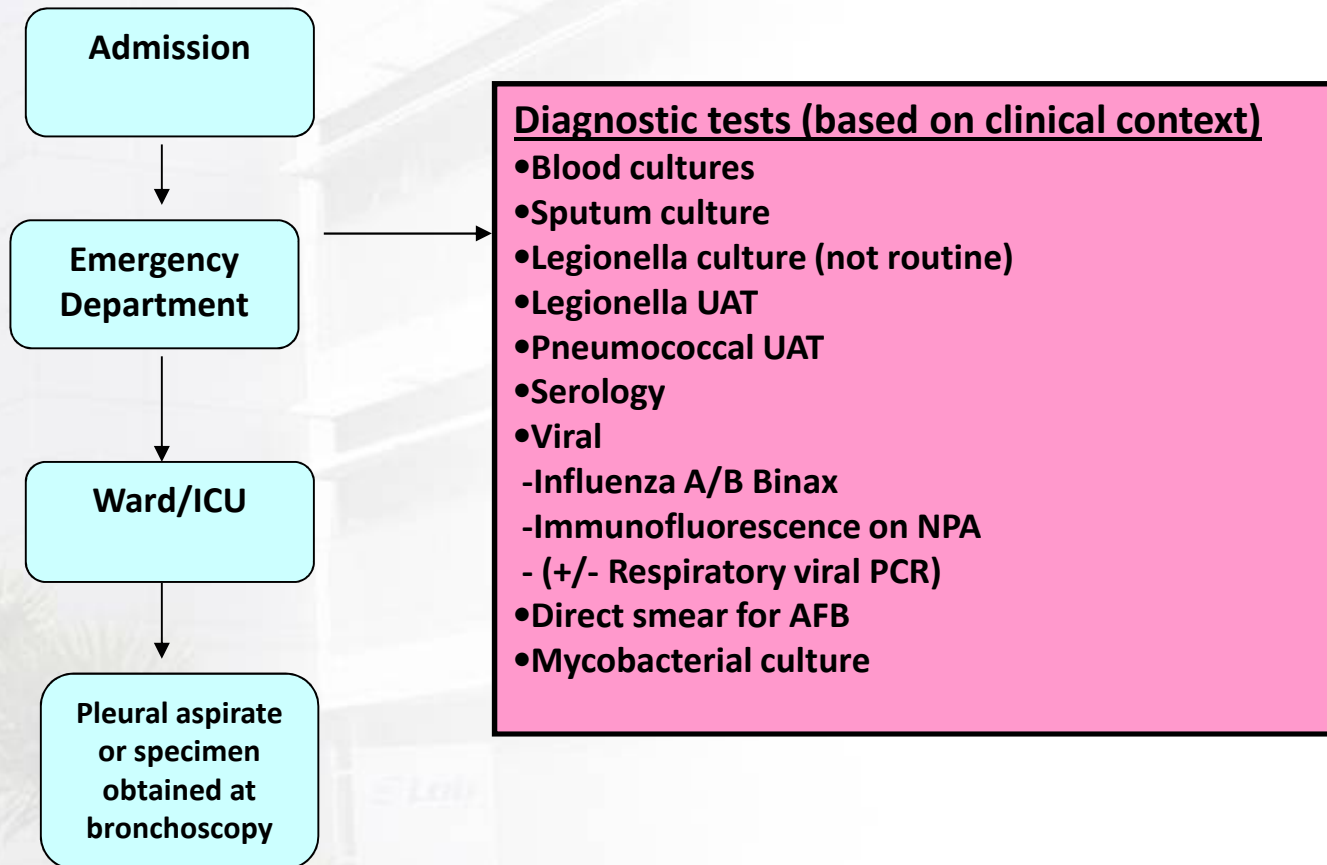 Admission
Emergency
Department
Ward/ICU
Pleural aspirate
or specimen
obtained at
bronchoscopy
Diagnostic tests (based on clinical context)
•Blood cultures
•Sputum culture
•Legionella culture (not routine)
•Legionella UAT
•Pneumococcal UAT
•Serology
•Viral
-Influenza A/B Binax
-Immunofluorescence on NPA
- (+/- Respiratory viral PCR)
•Direct smear for AFB
•Mycobacterial culture